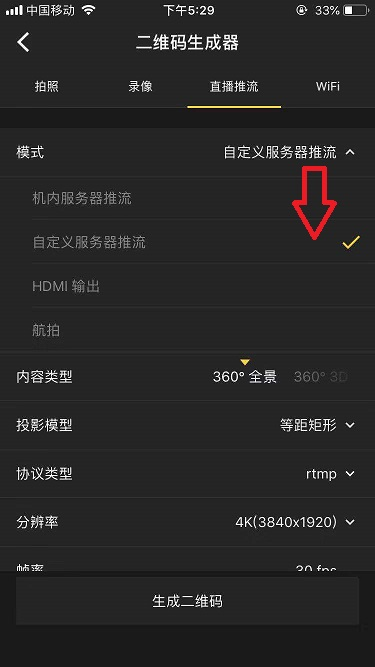 中国移动 下午5:29 33%
二维码生成器
拍照 录像 直播推流 WiFi
模式 自定义服务器推流
机内服务器推流
自定义服务器推流
HDMI 输出
航拍
内容类型 360° 全景 360° 3D
投影模型 等距矩形
协议类型 rtmp
分辨率 4K(3840x1920)
帧率 30 fps
生成二维码